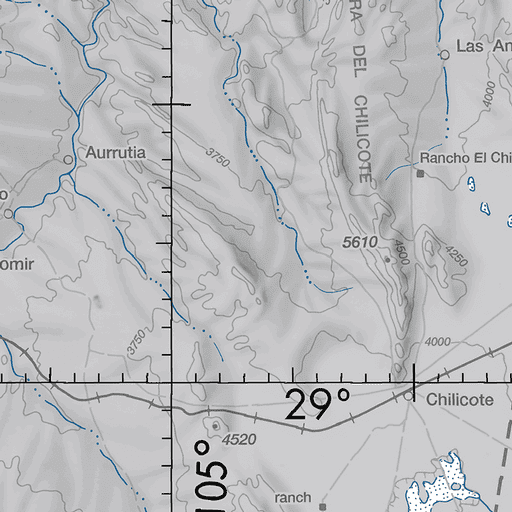 RA DEL CHILICOTE
Las An
4000
Aurrutia
3750
Rancho El Chi
o
5610
4500
4250
omir
3750
4000
29°
Chilicote
4520
105°
ranch